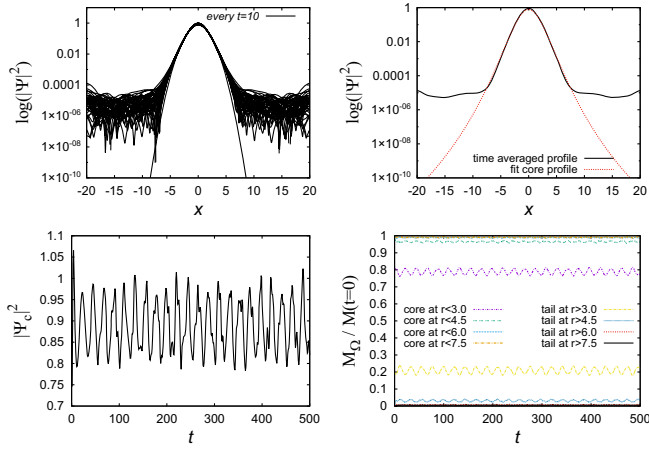 every t=10
log(|Ψ|²)
1
0.01
0.0001
1×10⁻⁰⁶
1×10⁻⁰⁸
1×10⁻¹⁰
-20 -15 -10 -5 0 5 10 15 20
x
log(|Ψ|²)
1
0.01
0.0001
1×10⁻⁰⁶
1×10⁻⁰⁸
1×10⁻¹⁰
time averaged profile
fit core profile
-20 -15 -10 -5 0 5 10 15 20
x
|Ψc|²
1.1
1.05
1
0.95
0.9
0.85
0.8
0.75
0.7
0 100 200 300 400 500
t
M_Ω / M(t=0)
1
0.9
0.8
0.7
0.6
0.5
0.4
0.3
0.2
0.1
0
core at r<3.0
core at r<4.5
core at r<6.0
core at r<7.5
tail at r>3.0
tail at r>4.5
tail at r>6.0
tail at r>7.5
0 100 200 300 400 500
t